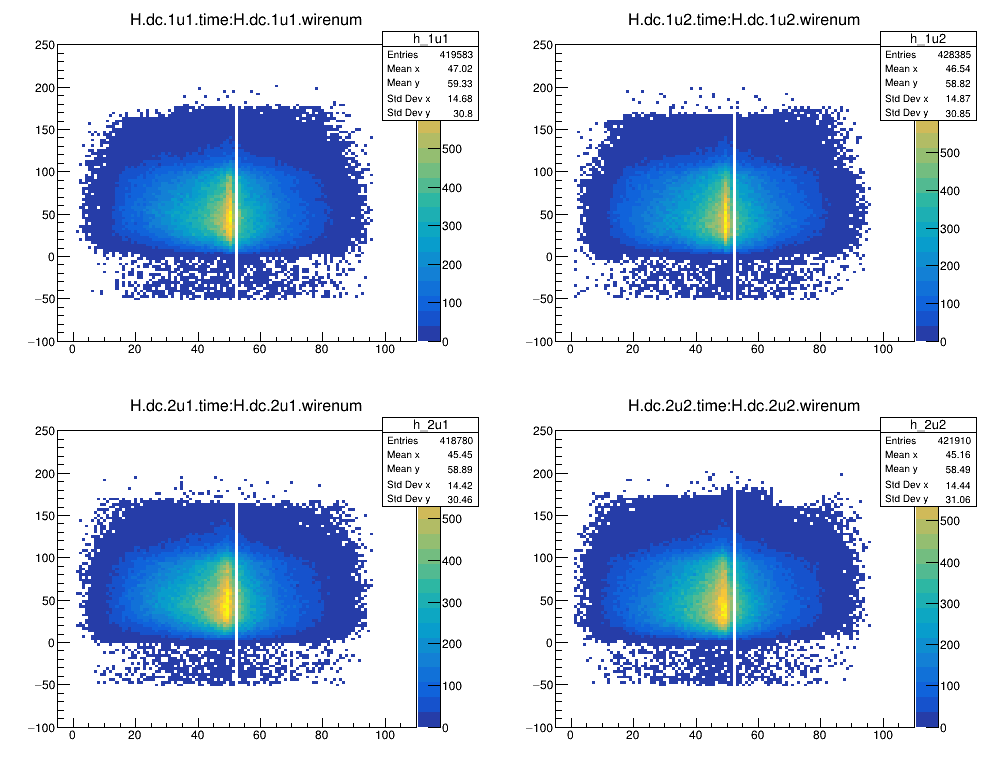 H.dc.1u1.time:H.dc.1u1.wirenum
h_1u1
Entries 419583
Mean x 47.02
Mean y 59.33
Std Dev x 14.68
Std Dev y 30.8
250
200
150
100
50
0
−50
−100
0 20 40 60 80 100
500
400
300
200
100
0
H.dc.1u2.time:H.dc.1u2.wirenum
h_1u2
Entries 428385
Mean x 46.54
Mean y 58.82
Std Dev x 14.87
Std Dev y 30.85
250
200
150
100
50
0
−50
−100
0 20 40 60 80 100
500
400
300
200
100
0
H.dc.2u1.time:H.dc.2u1.wirenum
h_2u1
Entries 418780
Mean x 45.45
Mean y 58.89
Std Dev x 14.42
Std Dev y 30.46
250
200
150
100
50
0
−50
−100
0 20 40 60 80 100
500
400
300
200
100
0
H.dc.2u2.time:H.dc.2u2.wirenum
h_2u2
Entries 421910
Mean x 45.16
Mean y 58.49
Std Dev x 14.44
Std Dev y 31.06
250
200
150
100
50
0
−50
−100
0 20 40 60 80 100
500
400
300
200
100
0